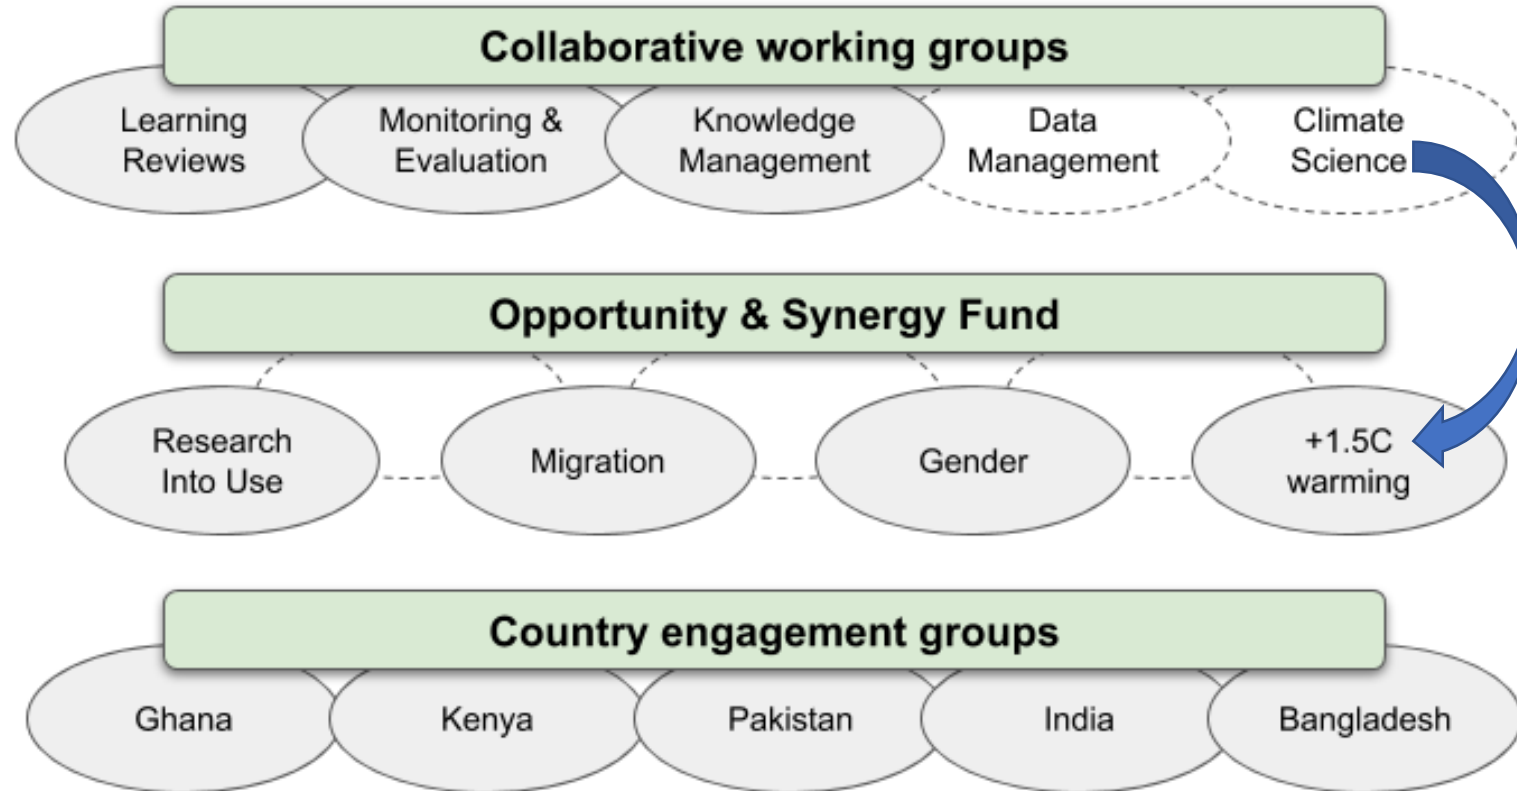 Collaborative working groups
Learning
Reviews
Monitoring &
Evaluation
Knowledge
Management
Data
Management
Climate
Science
Opportunity & Synergy Fund
Research
Into Use
Migration
Gender
+1.5C
warming
Country engagement groups
Ghana
Kenya
Pakistan
India
Bangladesh